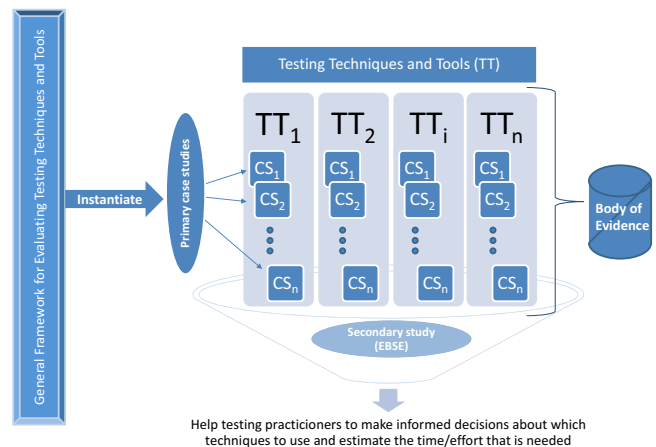 General Framework for Evaluating Testing Techniques and Tools
Instantiate
Primary case studies
Testing Techniques and Tools (TT)
TT1 TT2 TTi TTn
CS1 CS1 CS1 CS1
CS2 CS2 CS2 CS2
CSn CSn CSn CSn
Body of
Evidence
Secondary study
(EBSE)
Help testing practicioners to make informed decisions about which
techniques to use and estimate the time/effort that is needed